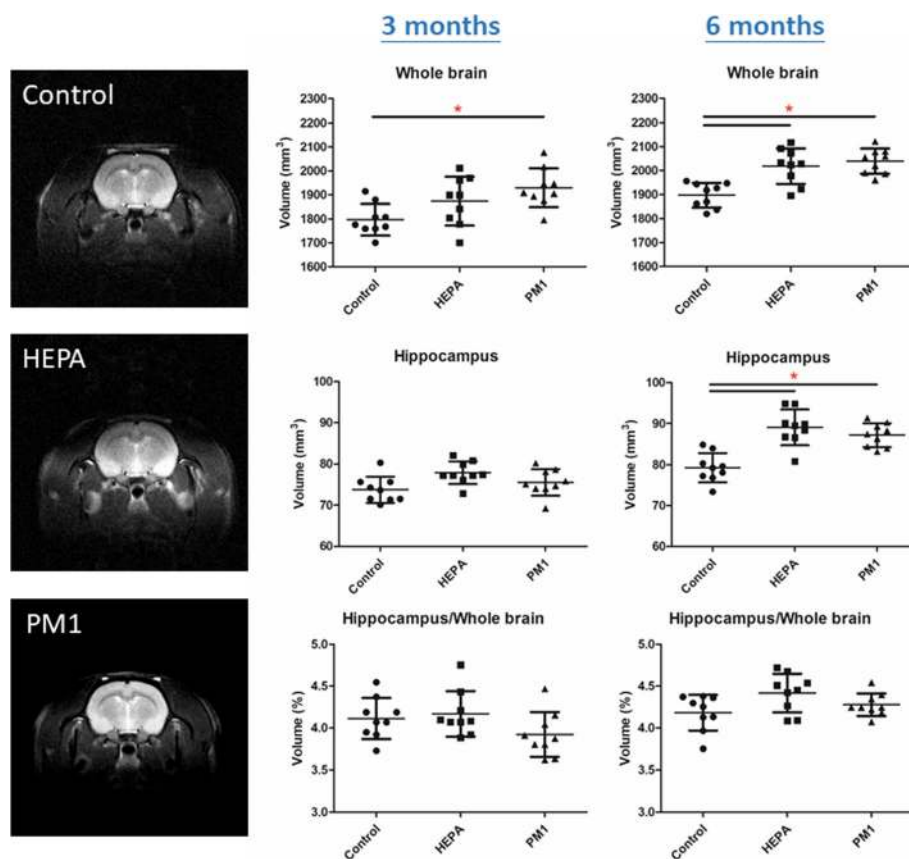 3 months
6 months
Control
HEPA
PM1
Whole brain
Volume (mm³)
2300
2200
2100
2000
1900
1800
1700
1600
Control
HEPA
PM1
*
Whole brain
Volume (mm³)
2300
2200
2100
2000
1900
1800
1700
1600
Control
HEPA
PM1
*
Hippocampus
Volume (mm³)
100
90
80
70
60
Control
HEPA
PM1
Hippocampus
Volume (mm³)
100
90
80
70
60
Control
HEPA
PM1
*
Hippocampus/Whole brain
Volume (%)
5.0
4.5
4.0
3.5
3.0
Control
HEPA
PM1
Hippocampus/Whole brain
Volume (%)
5.0
4.5
4.0
3.5
3.0
Control
HEPA
PM1